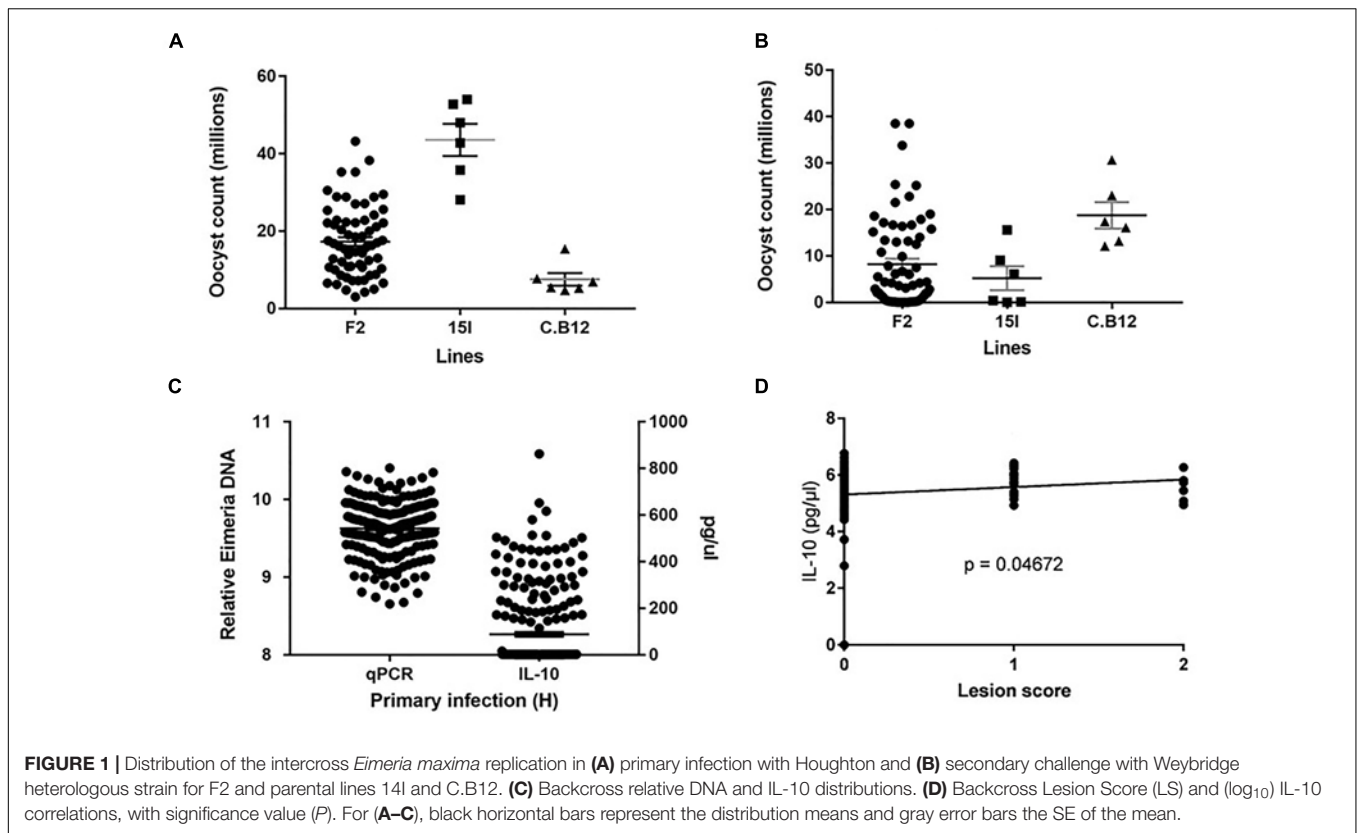 A
Oocyst count (millions)
60
40
20
0
F2 15I C.B12
Lines
B
Oocyst count (millions)
50
40
30
20
10
0
F2 15I C.B12
Lines
C
Relative Eimeria DNA
11
10
9
8
1000
800
600
400
200
0
pg/ul
qPCR IL-10
Primary infection (H)
D
IL-10 (pg/µl)
8
6
4
2
0
p = 0.04672
0 1 2
Lesion score
FIGURE 1 | Distribution of the intercross Eimeria maxima replication in (A) primary infection with Houghton and (B) secondary challenge with Weybridge
heterologous strain for F2 and parental lines 14I and C.B12. (C) Backcross relative DNA and IL-10 distributions. (D) Backcross Lesion Score (LS) and (log10) IL-10
correlations, with significance value (P). For (A–C), black horizontal bars represent the distribution means and gray error bars the SE of the mean.